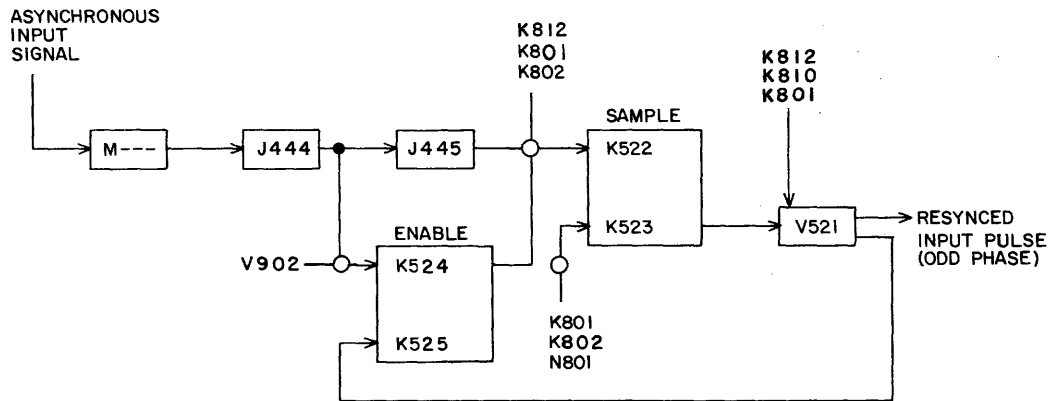 ASYNCHRONOUS
INPUT
SIGNAL
M---
J444
J445
K812
K801
K802
SAMPLE
K522
K523
K812
K810
K801
V521
RESYNCED
INPUT PULSE
(ODD PHASE)
V902
ENABLE
K524
K525
K801
K802
N801